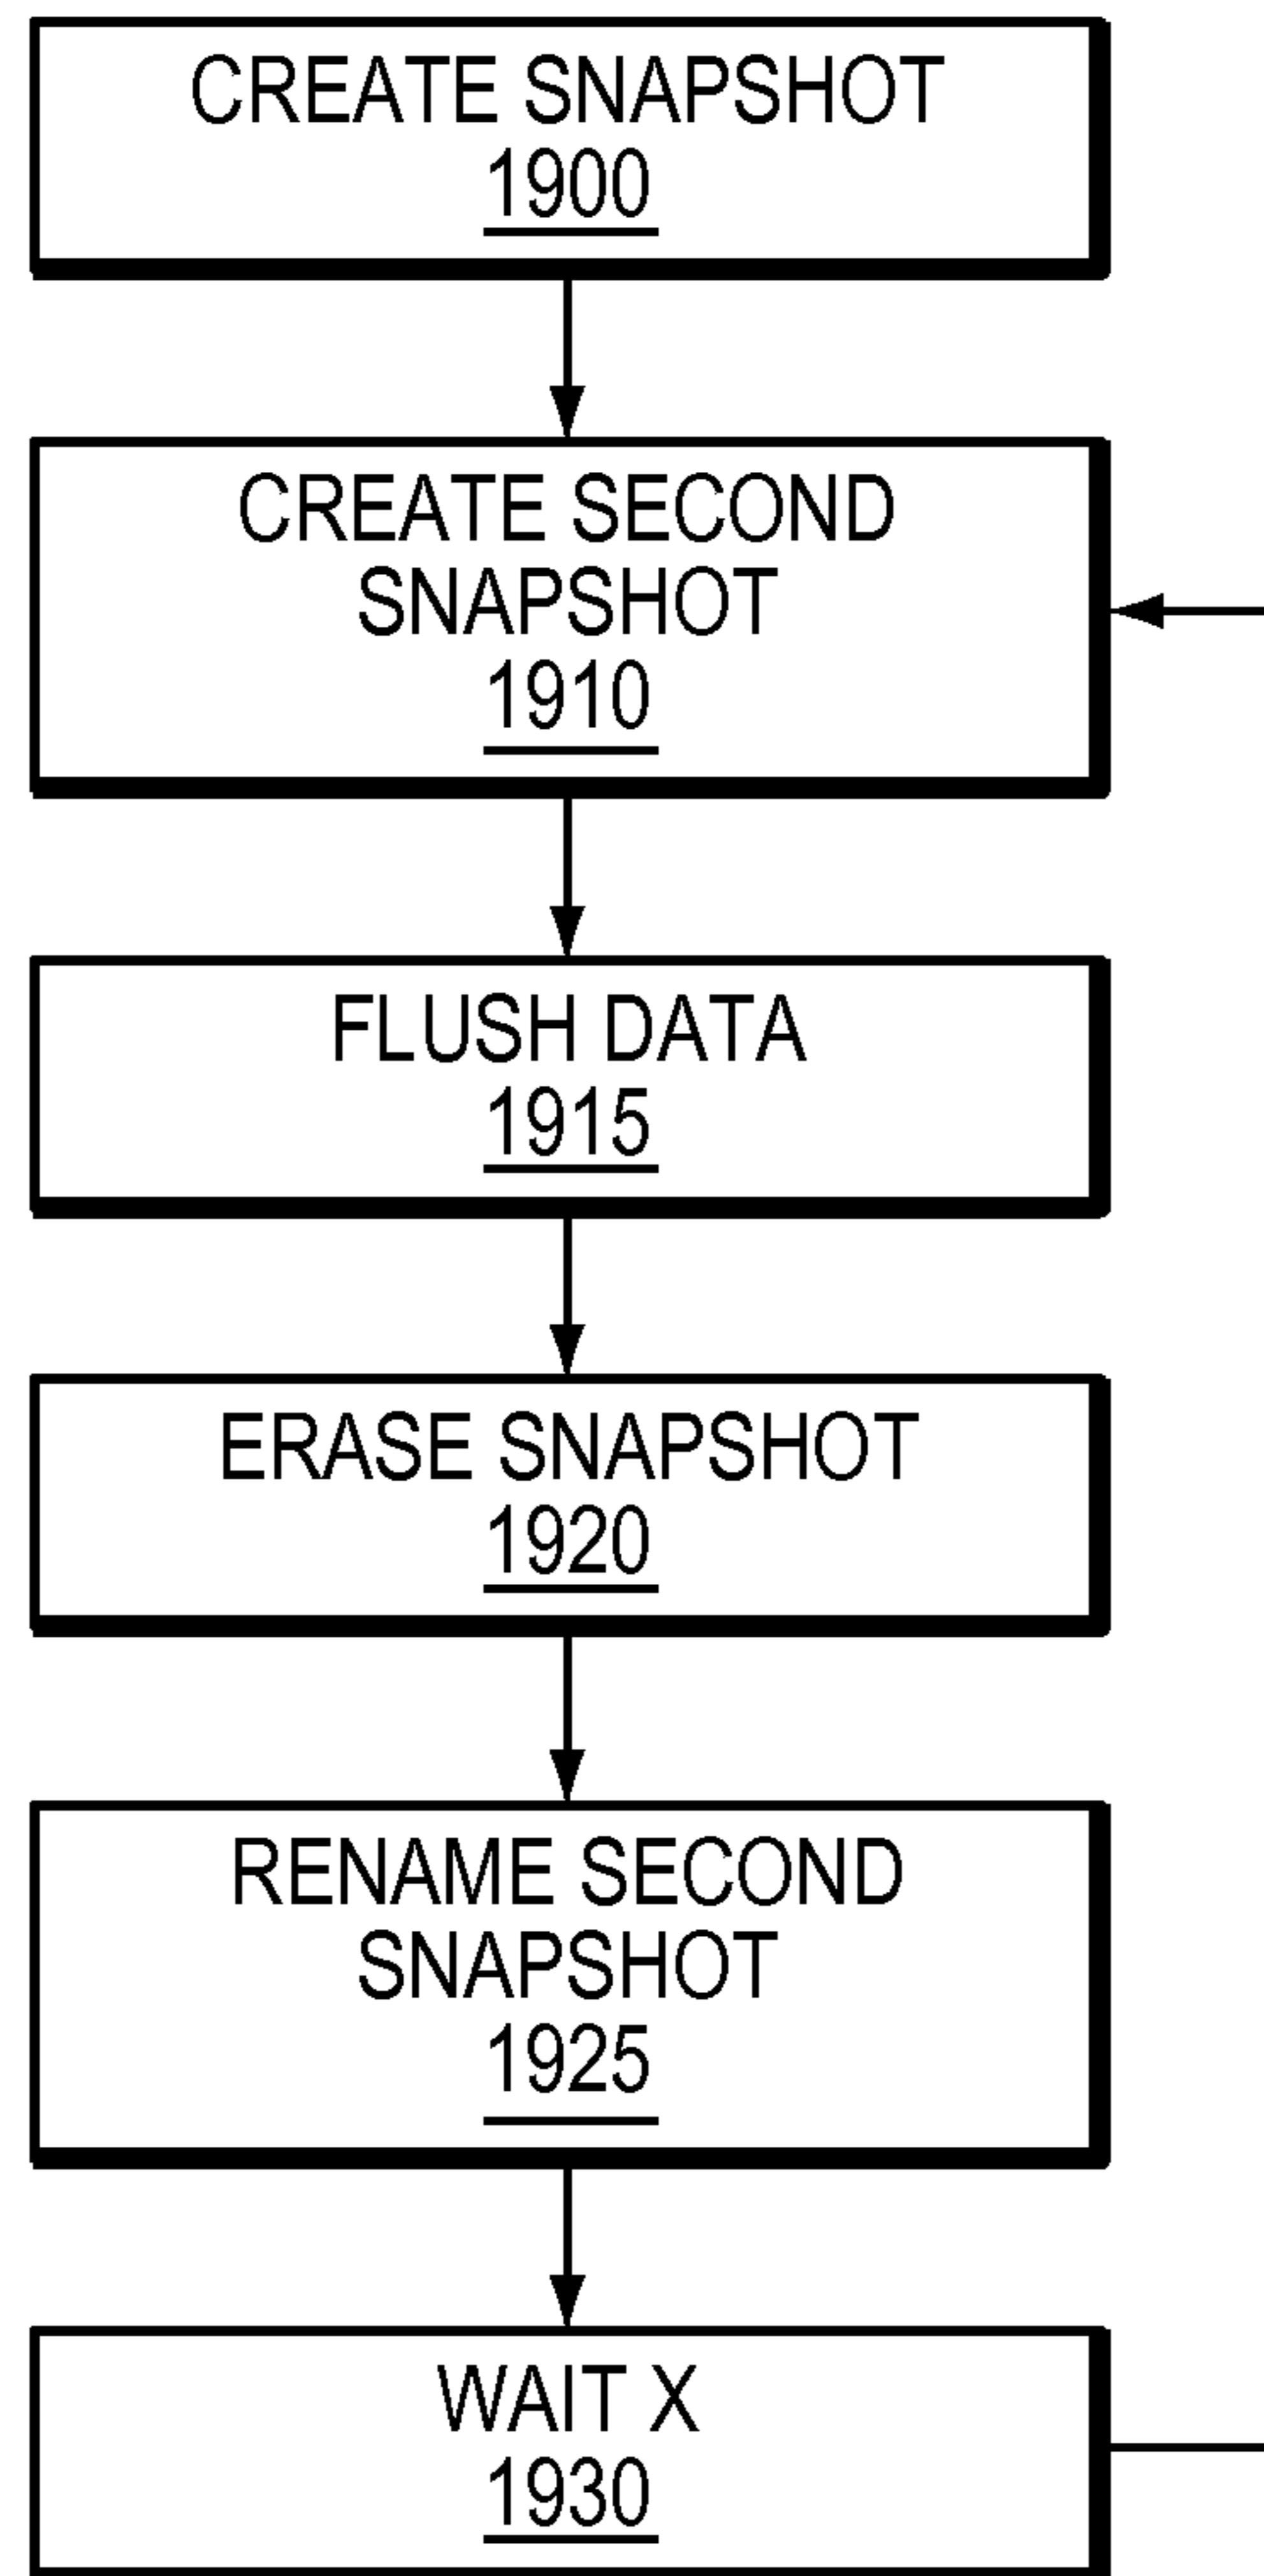 CREATE SNAPSHOT
1900
CREATE SECOND
SNAPSHOT
1910
FLUSH DATA
1915
ERASE SNAPSHOT
1920
RENAME SECOND
SNAPSHOT
1925
WAIT X
1930